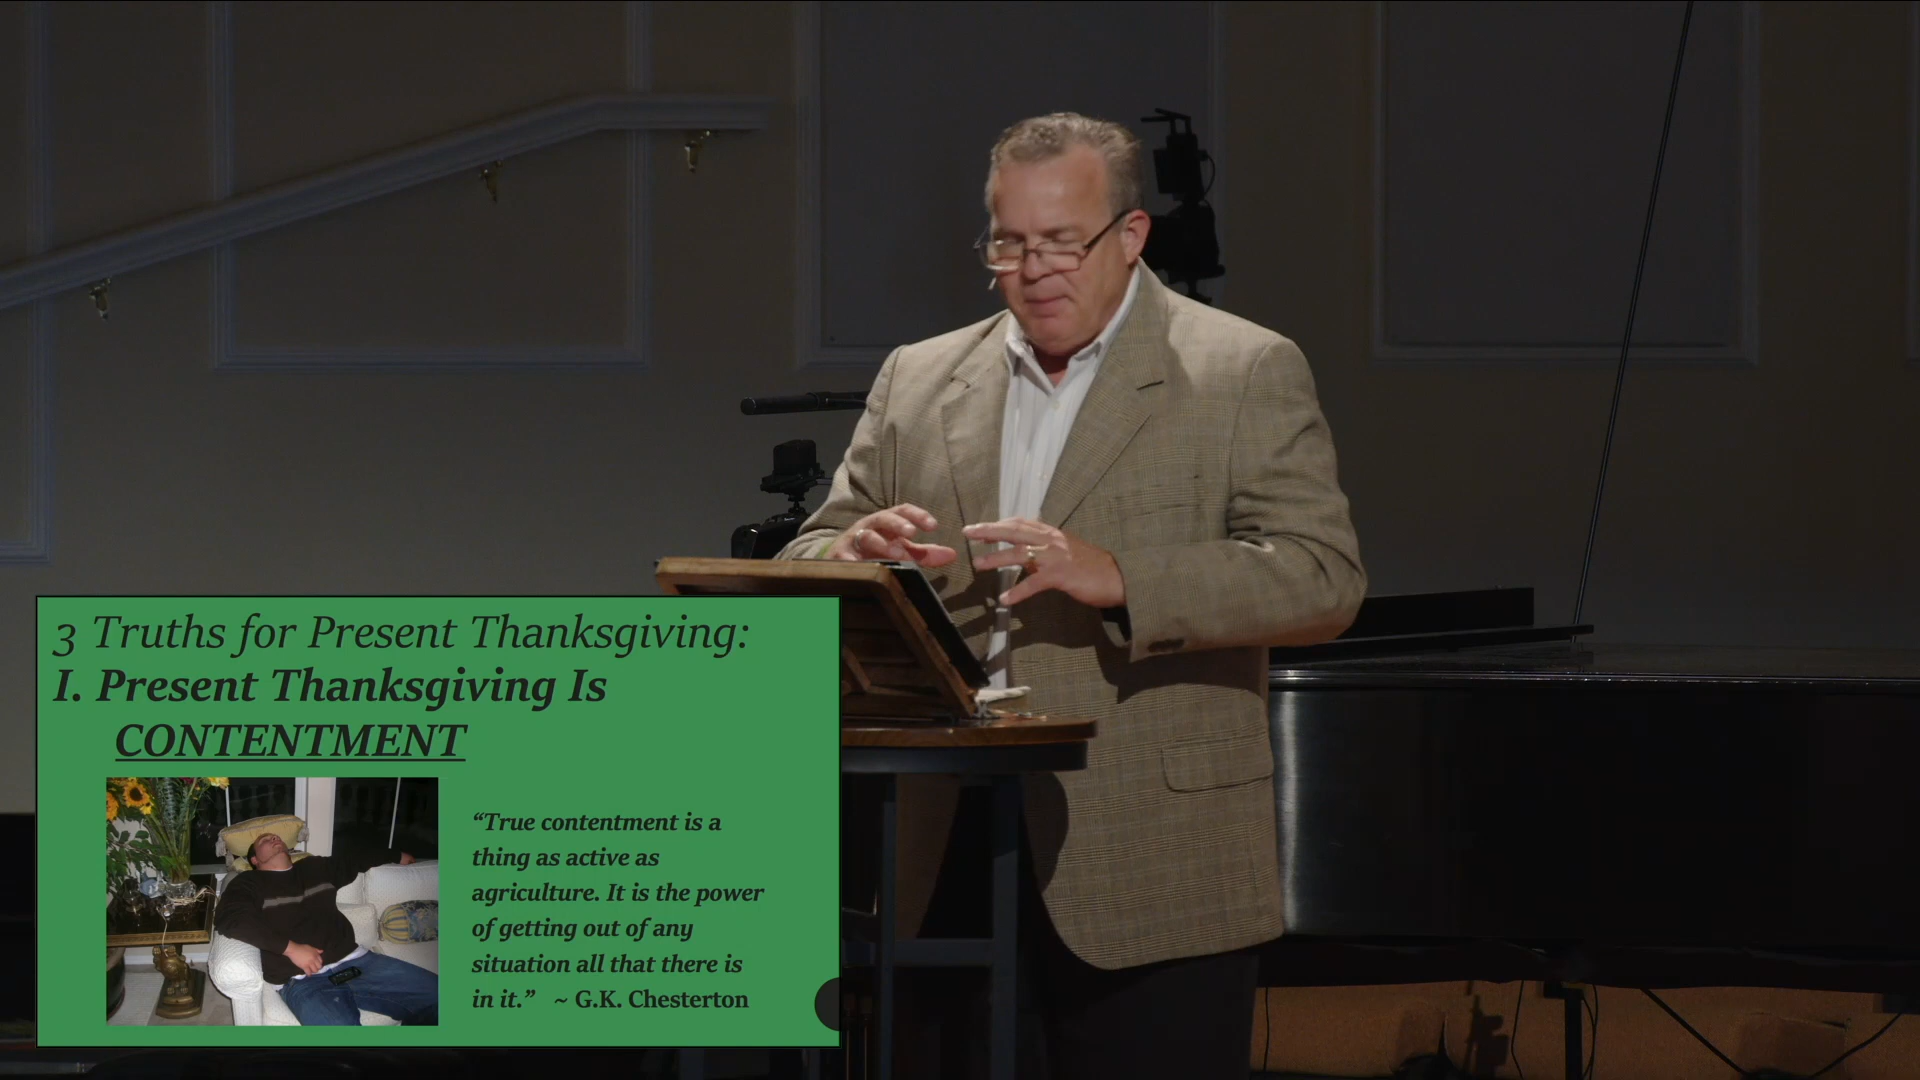 3 Truths for Present Thanksgiving:
I. Present Thanksgiving Is
CONTENTMENT
“True contentment is a
thing as active as
agriculture. It is the power
of getting out of any
situation all that there is
in it.” ~ G.K. Chesterton